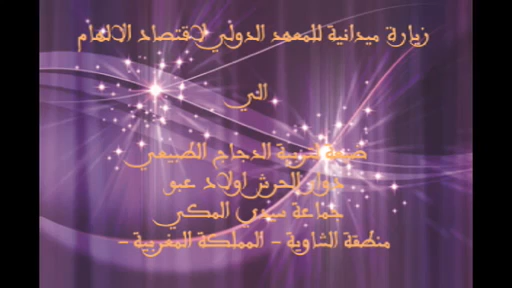 زيارة ميدانية للمعهد الدولي لاقتصاد الالهام
الى
ضيعة تربية الدجاج الطبيعي
دوار الحرش اولاد عبو
جماعة سيدي المكي
منطقة الشاوية - المملكة المغربية -